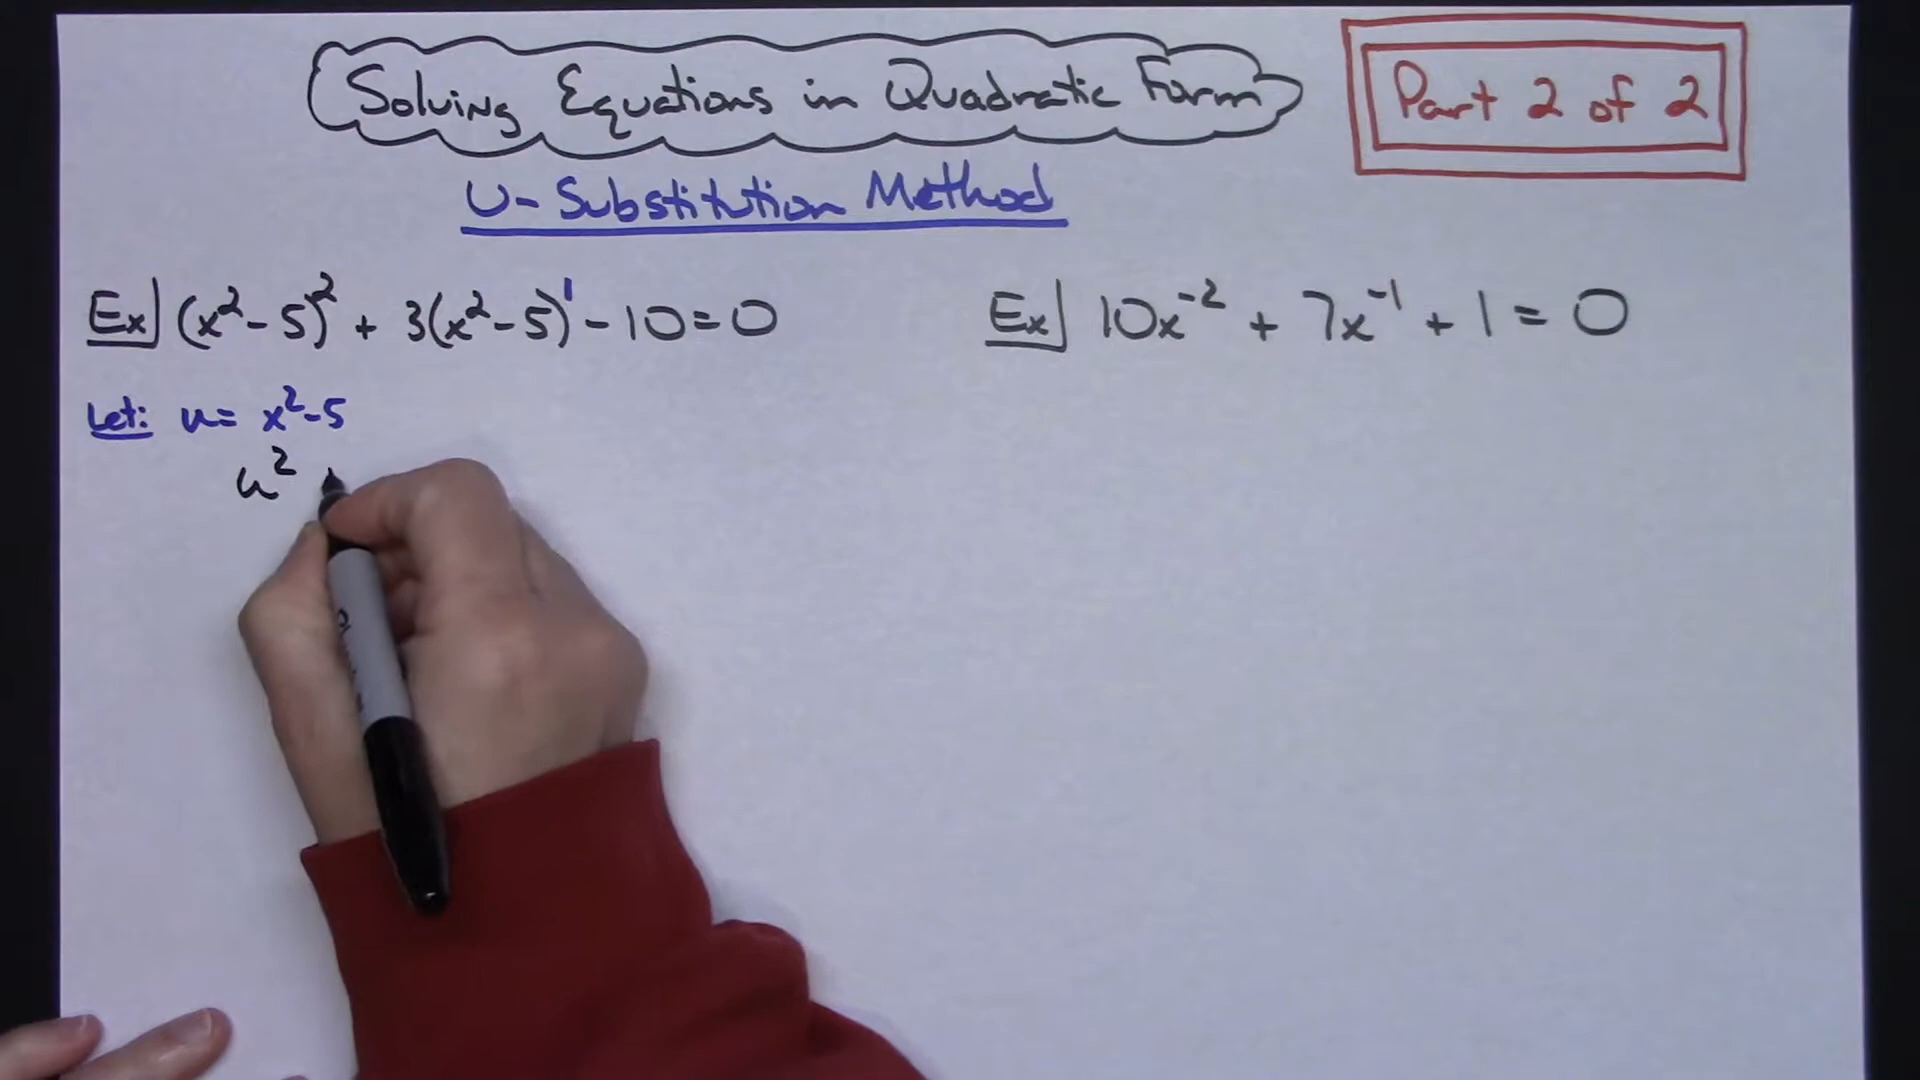 Solving Equations in Quadratic Form
Part 2 of 2
U-Substitution Method
Ex] (x²-5)² + 3(x²-5)¹ - 10 = 0
Let: u = x²-5
u²
Ex] 10x⁻² + 7x⁻¹ + 1 = 0